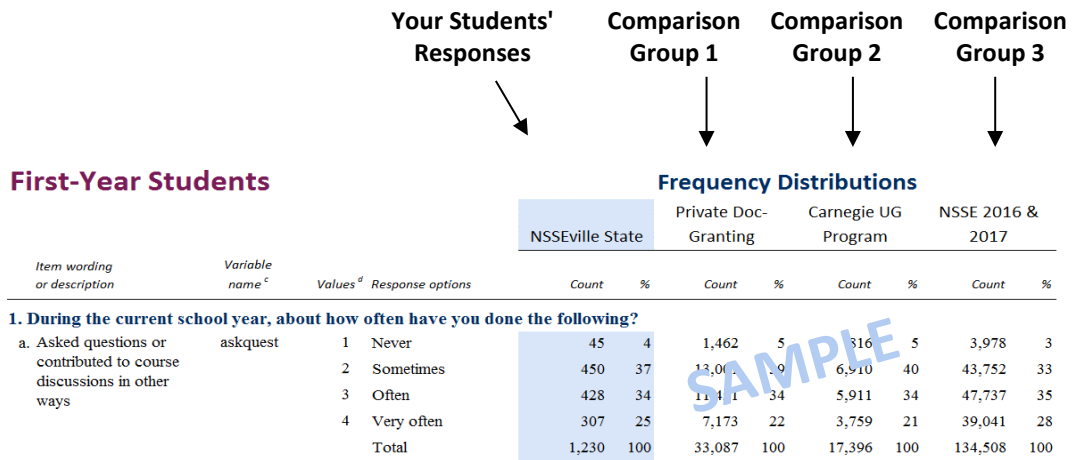 Your Students' Comparison Comparison Comparison
Responses Group 1 Group 2 Group 3
First-Year Students Frequency Distributions
Private Doc- Carnegie UG NSSE 2016 &
NSSEville State Granting Program 2017
Item wording Variable
or description name c Values d Response options Count % Count % Count % Count %
1. During the current school year, about how often have you done the following?
a. Asked questions or askquest 1 Never 45 4 1,462 5 5 3,978 3
contributed to course
discussions in other 2 Sometimes 450 37 40 43,752 33
ways 3 Often 428 34 34 5,911 34 47,737 35
4 Very often 307 25 7,173 22 3,759 21 39,041 28
Total 1,230 100 33,087 100 17,396 100 134,508 100
SAMPLE